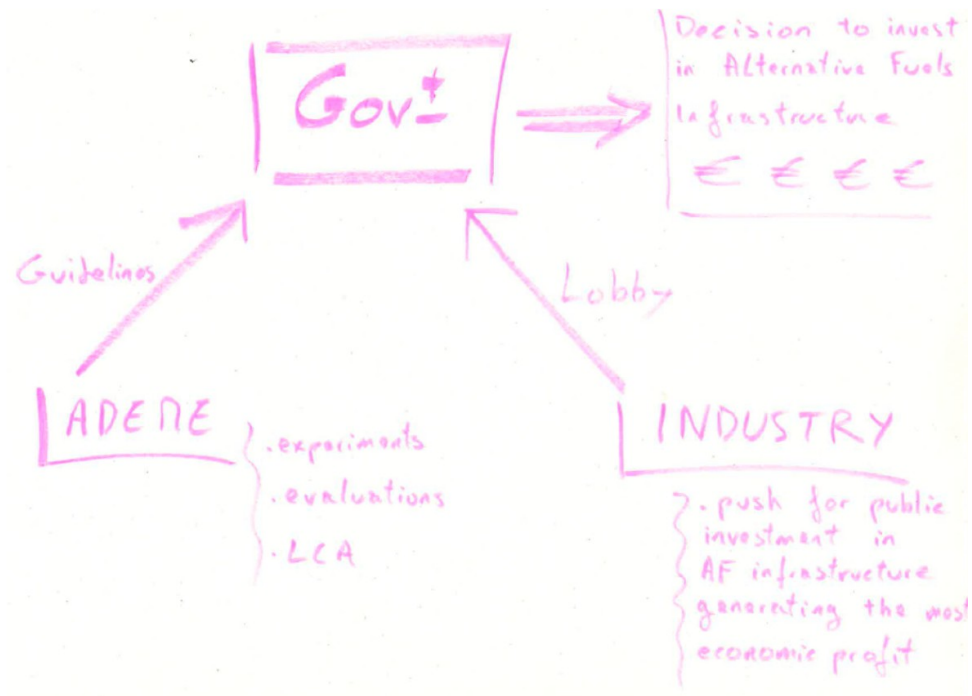 Gov^t
Decision to invest
in Alternative Fuels
Infrastructure
€ € € €
Guidelines
Lobby
ADEME
. experiments
. evaluations
. LCA
INDUSTRY
. push for public
investment in
AF infrastructure
generating the most
economic profit